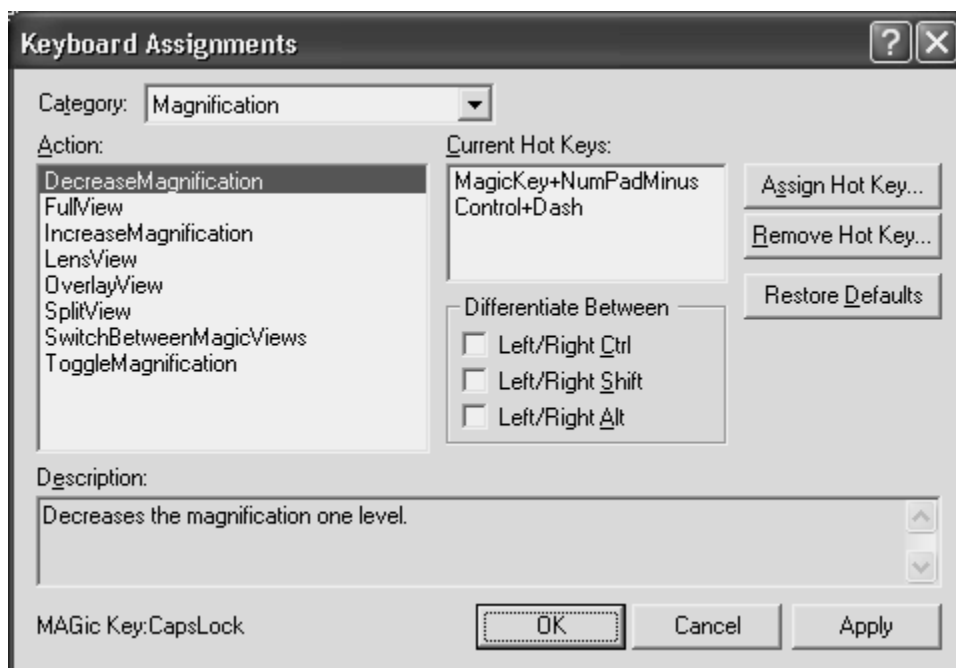 Keyboard Assignments
Category: Magnification
Action:
DecreaseMagnification
FullView
IncreaseMagnification
LensView
OverlayView
SplitView
SwitchBetweenMagicViews
ToggleMagnification
Current Hot Keys:
MagicKey+NumPadMinus
Control+Dash
Assign Hot Key...
Remove Hot Key...
Restore Defaults
Differentiate Between
Left/Right Ctrl
Left/Right Shift
Left/Right Alt
Description:
Decreases the magnification one level.
MAGic Key:CapsLock
OK Cancel Apply